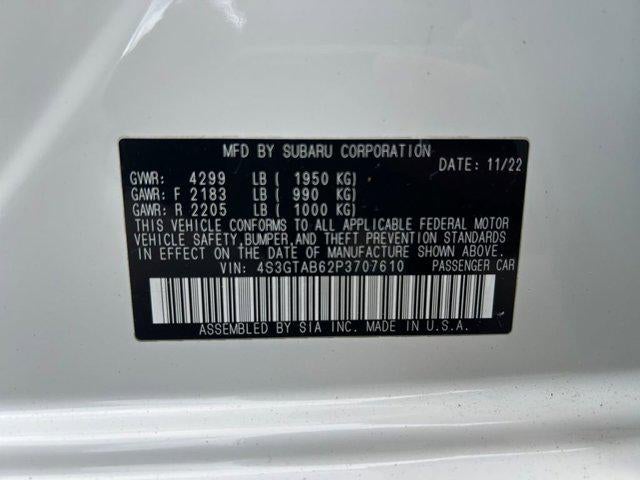 MFD BY SUBARU CORPORATION
DATE: 11/22
GVWR: 4299 LB ( 1950 KG)
GAWR: F 2183 LB ( 990 KG)
GAWR: R 2205 LB ( 1000 KG)
THIS VEHICLE CONFORMS TO ALL APPLICABLE FEDERAL MOTOR
VEHICLE SAFETY, BUMPER, AND THEFT PREVENTION STANDARDS
IN EFFECT ON THE DATE OF MANUFACTURE SHOWN ABOVE.
VIN: 4S3GTAB62P3707610 PASSENGER CAR
ASSEMBLED BY SIA INC. MADE IN U.S.A.